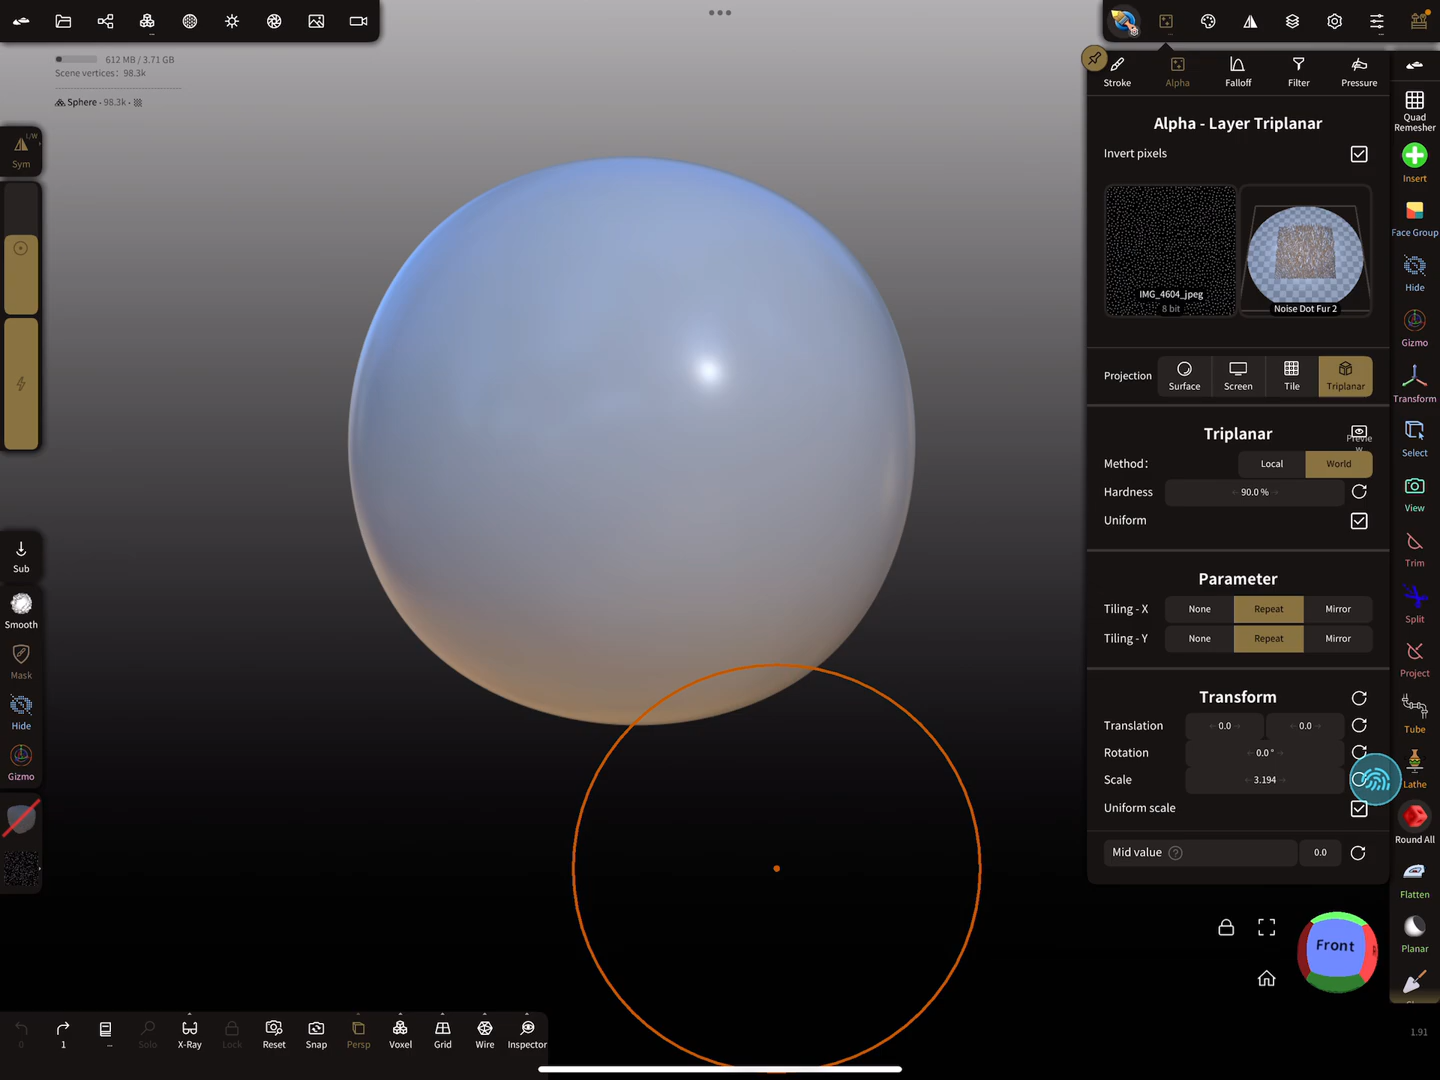 612 MB / 3.71 GB
Scene vertices: 98.3k
Sphere · 98.3k ·
L/W
Sym
Sub
Smooth
Mask
Hide
Gizmo
Stroke
Alpha
Falloff
Filter
Pressure
Alpha - Layer Triplanar
Invert pixels
IMG_4604_jpeg
8 bit
Noise Dot Fur 2
Projection
Surface
Screen
Tile
Triplanar
Triplanar
Preview
Method:
Local
World
Hardness
90.0 %
Uniform
Parameter
Tiling - X
None
Repeat
Mirror
Tiling - Y
None
Repeat
Mirror
Transform
Translation
0.0
0.0
Rotation
0.0 °
Scale
3.194
Uniform scale
Mid value
?
0.0
Quad
Remesher
Insert
Face Group
Hide
Gizmo
Transform
Select
View
Trim
Split
Project
Tube
Lathe
Round All
Flatten
Planar
Front
0
1
...
Solo
X-Ray
Lock
Reset
Snap
Persp
Voxel
Grid
Wire
Inspector
1.91